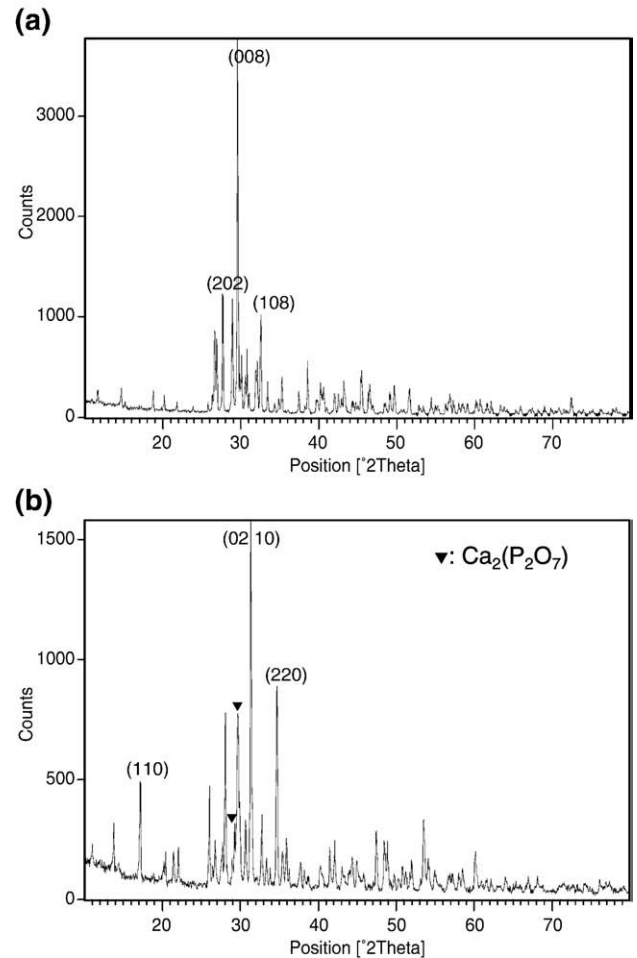 (a)
(008)
3000
2000
(202)
(108)
1000
0
20 30 40 50 60 70
Position [°2Theta]
Counts
(b)
1500
(02 10)
▼: Ca₂(P₂O₇)
1000
(220)
500
(110)
0
20 30 40 50 60 70
Position [°2Theta]
Counts